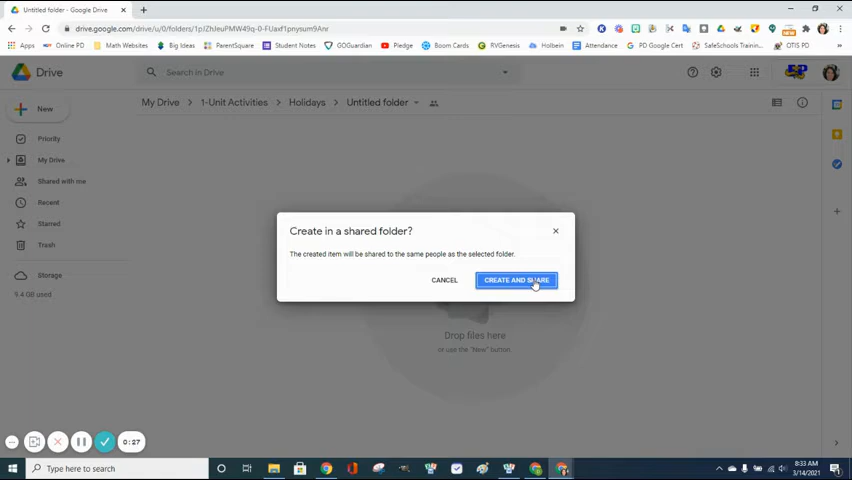 Untitled folder - Google Drive
drive.google.com/drive/u/0/folders/1pIZhJeuPMW49q-0-FUaxf1pnysum9Anr
Apps Online PD Math Websites Big Ideas ParentSquare Student Notes GOGuardian Pledge Boom Cards RVGenesis Holbein Attendance PD Google Cert SafeSchools Training OTIS PD
Drive
Search in Drive
New
My Drive > 1-Unit Activities > Holidays > Untitled folder
Priority
My Drive
Shared with me
Recent
Starred
Trash
Storage
9.4 GB used
Create in a shared folder?
The created item will be shared to the same people as the selected folder.
CANCEL
CREATE AND SHARE
Drop files here
or use the "New" button.
0:27
Type here to search
8:33 AM
3/14/2021